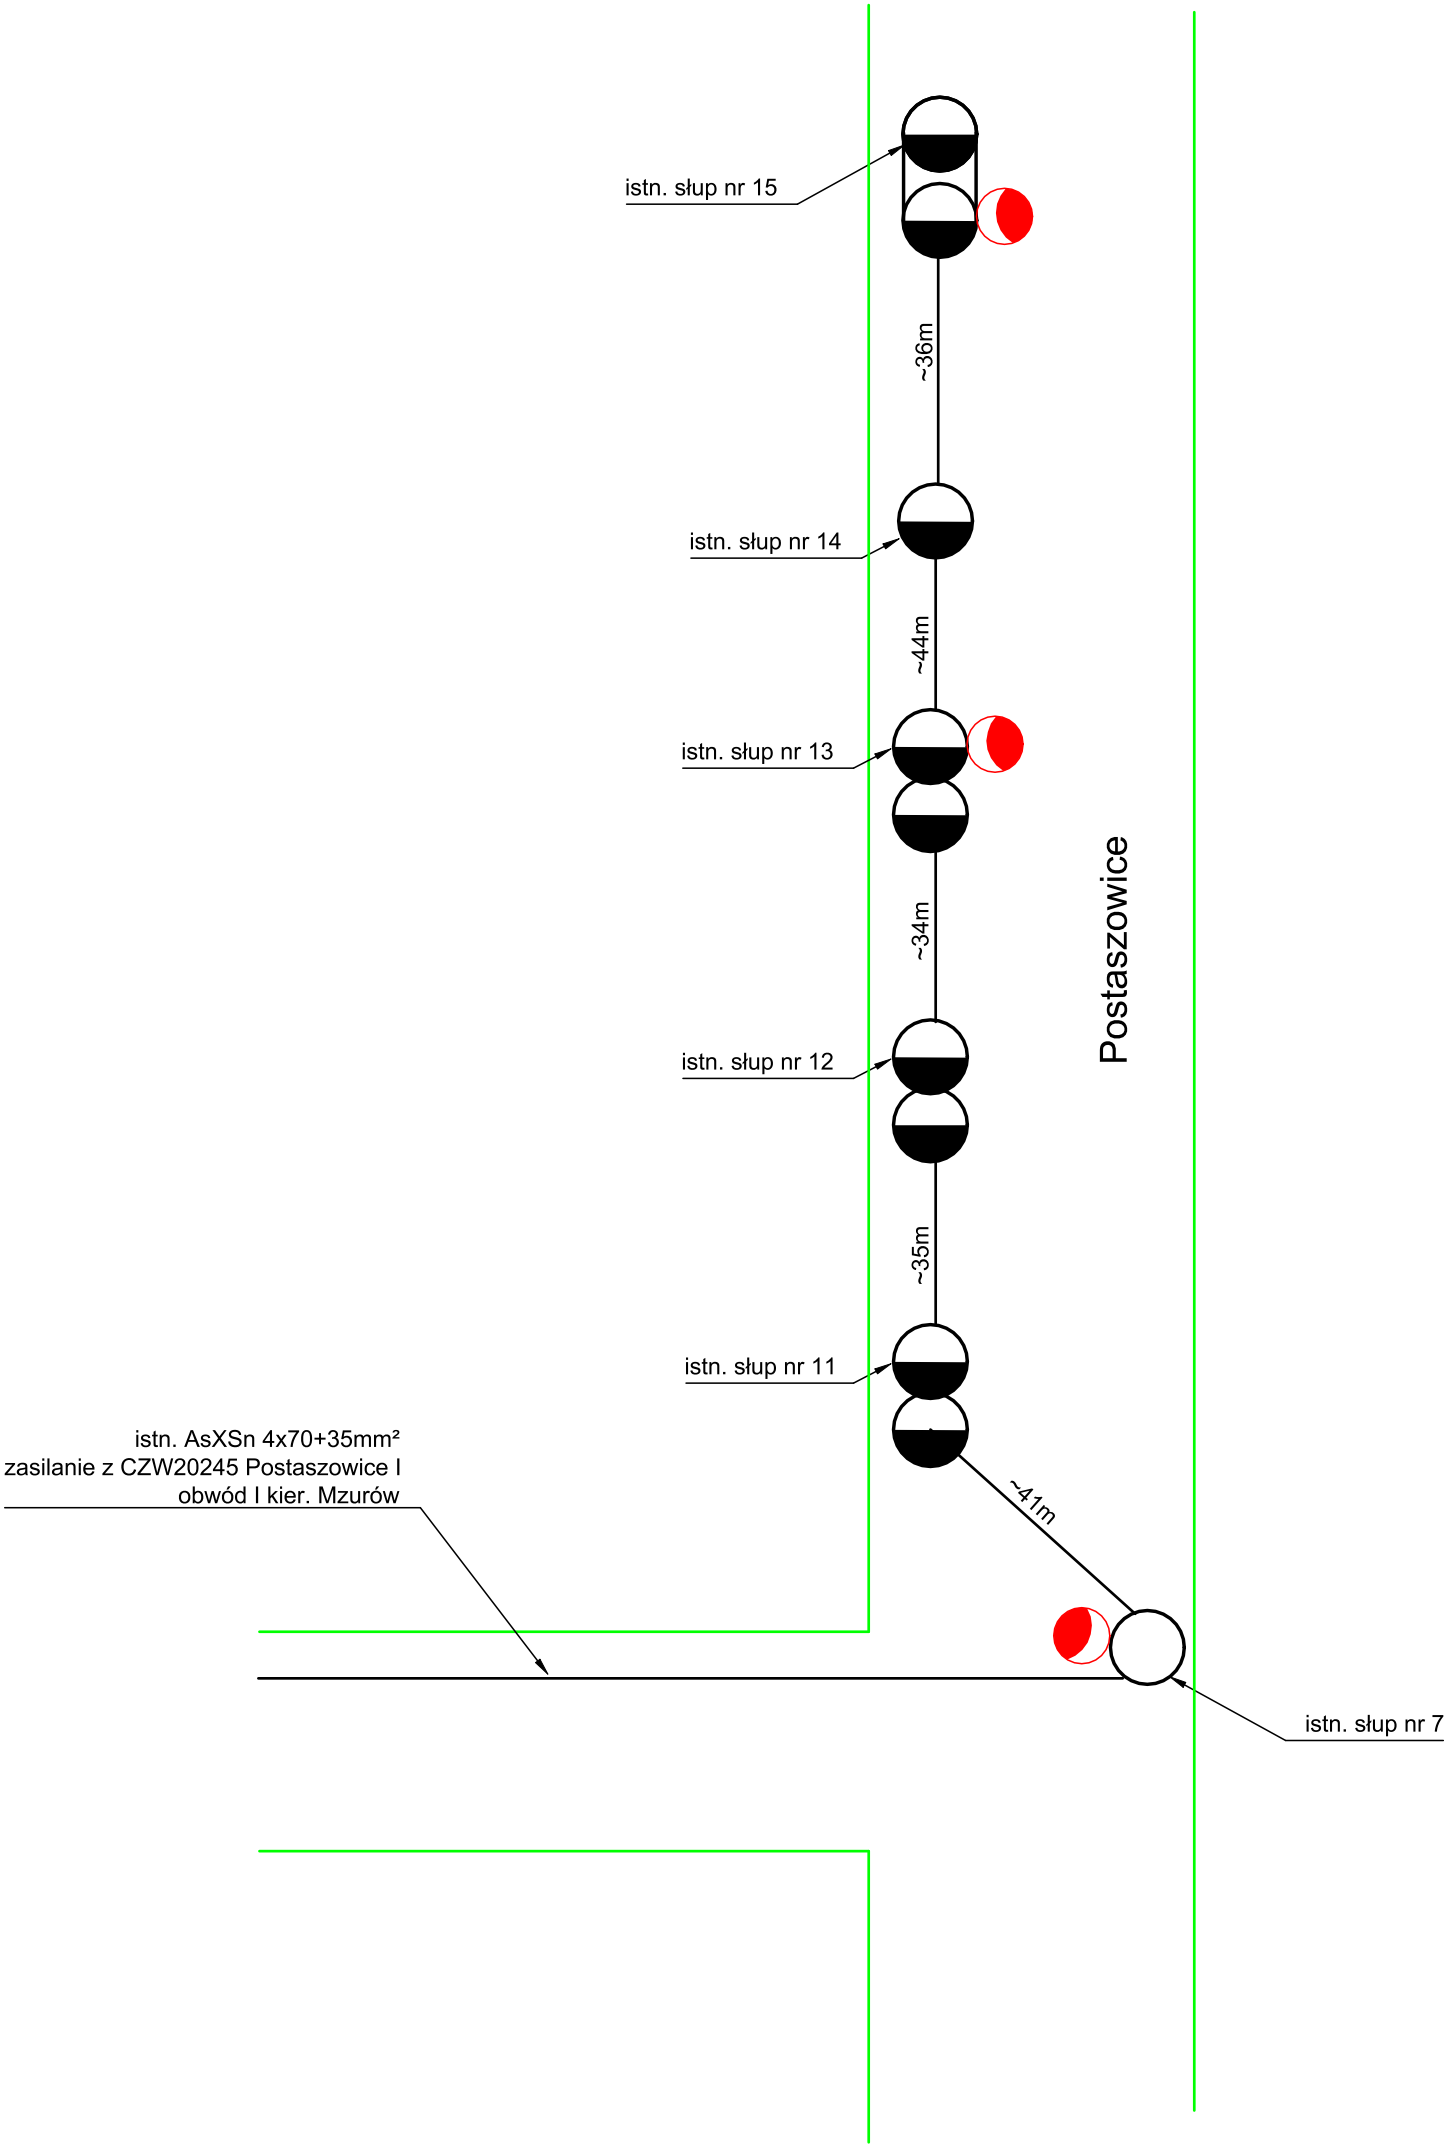 istn. słup nr 15
~36m
istn. słup nr 14
~44m
istn. słup nr 13
Postaszowice
~34m
istn. słup nr 12
~35m
istn. słup nr 11
istn. AsXSn 4x70+35mm²
zasilanie z CZW20245 Postaszowice I
obwód I kier. Mzurów
~41m
istn. słup nr 7